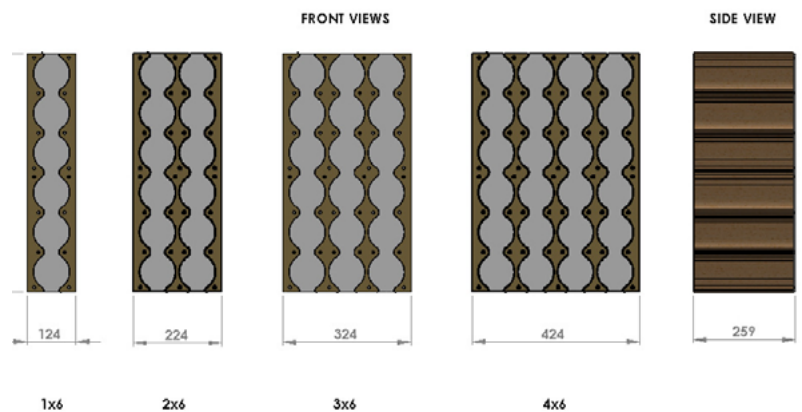 FRONT VIEWS
SIDE VIEW
124
224
324
424
259
1x6
2x6
3x6
4x6